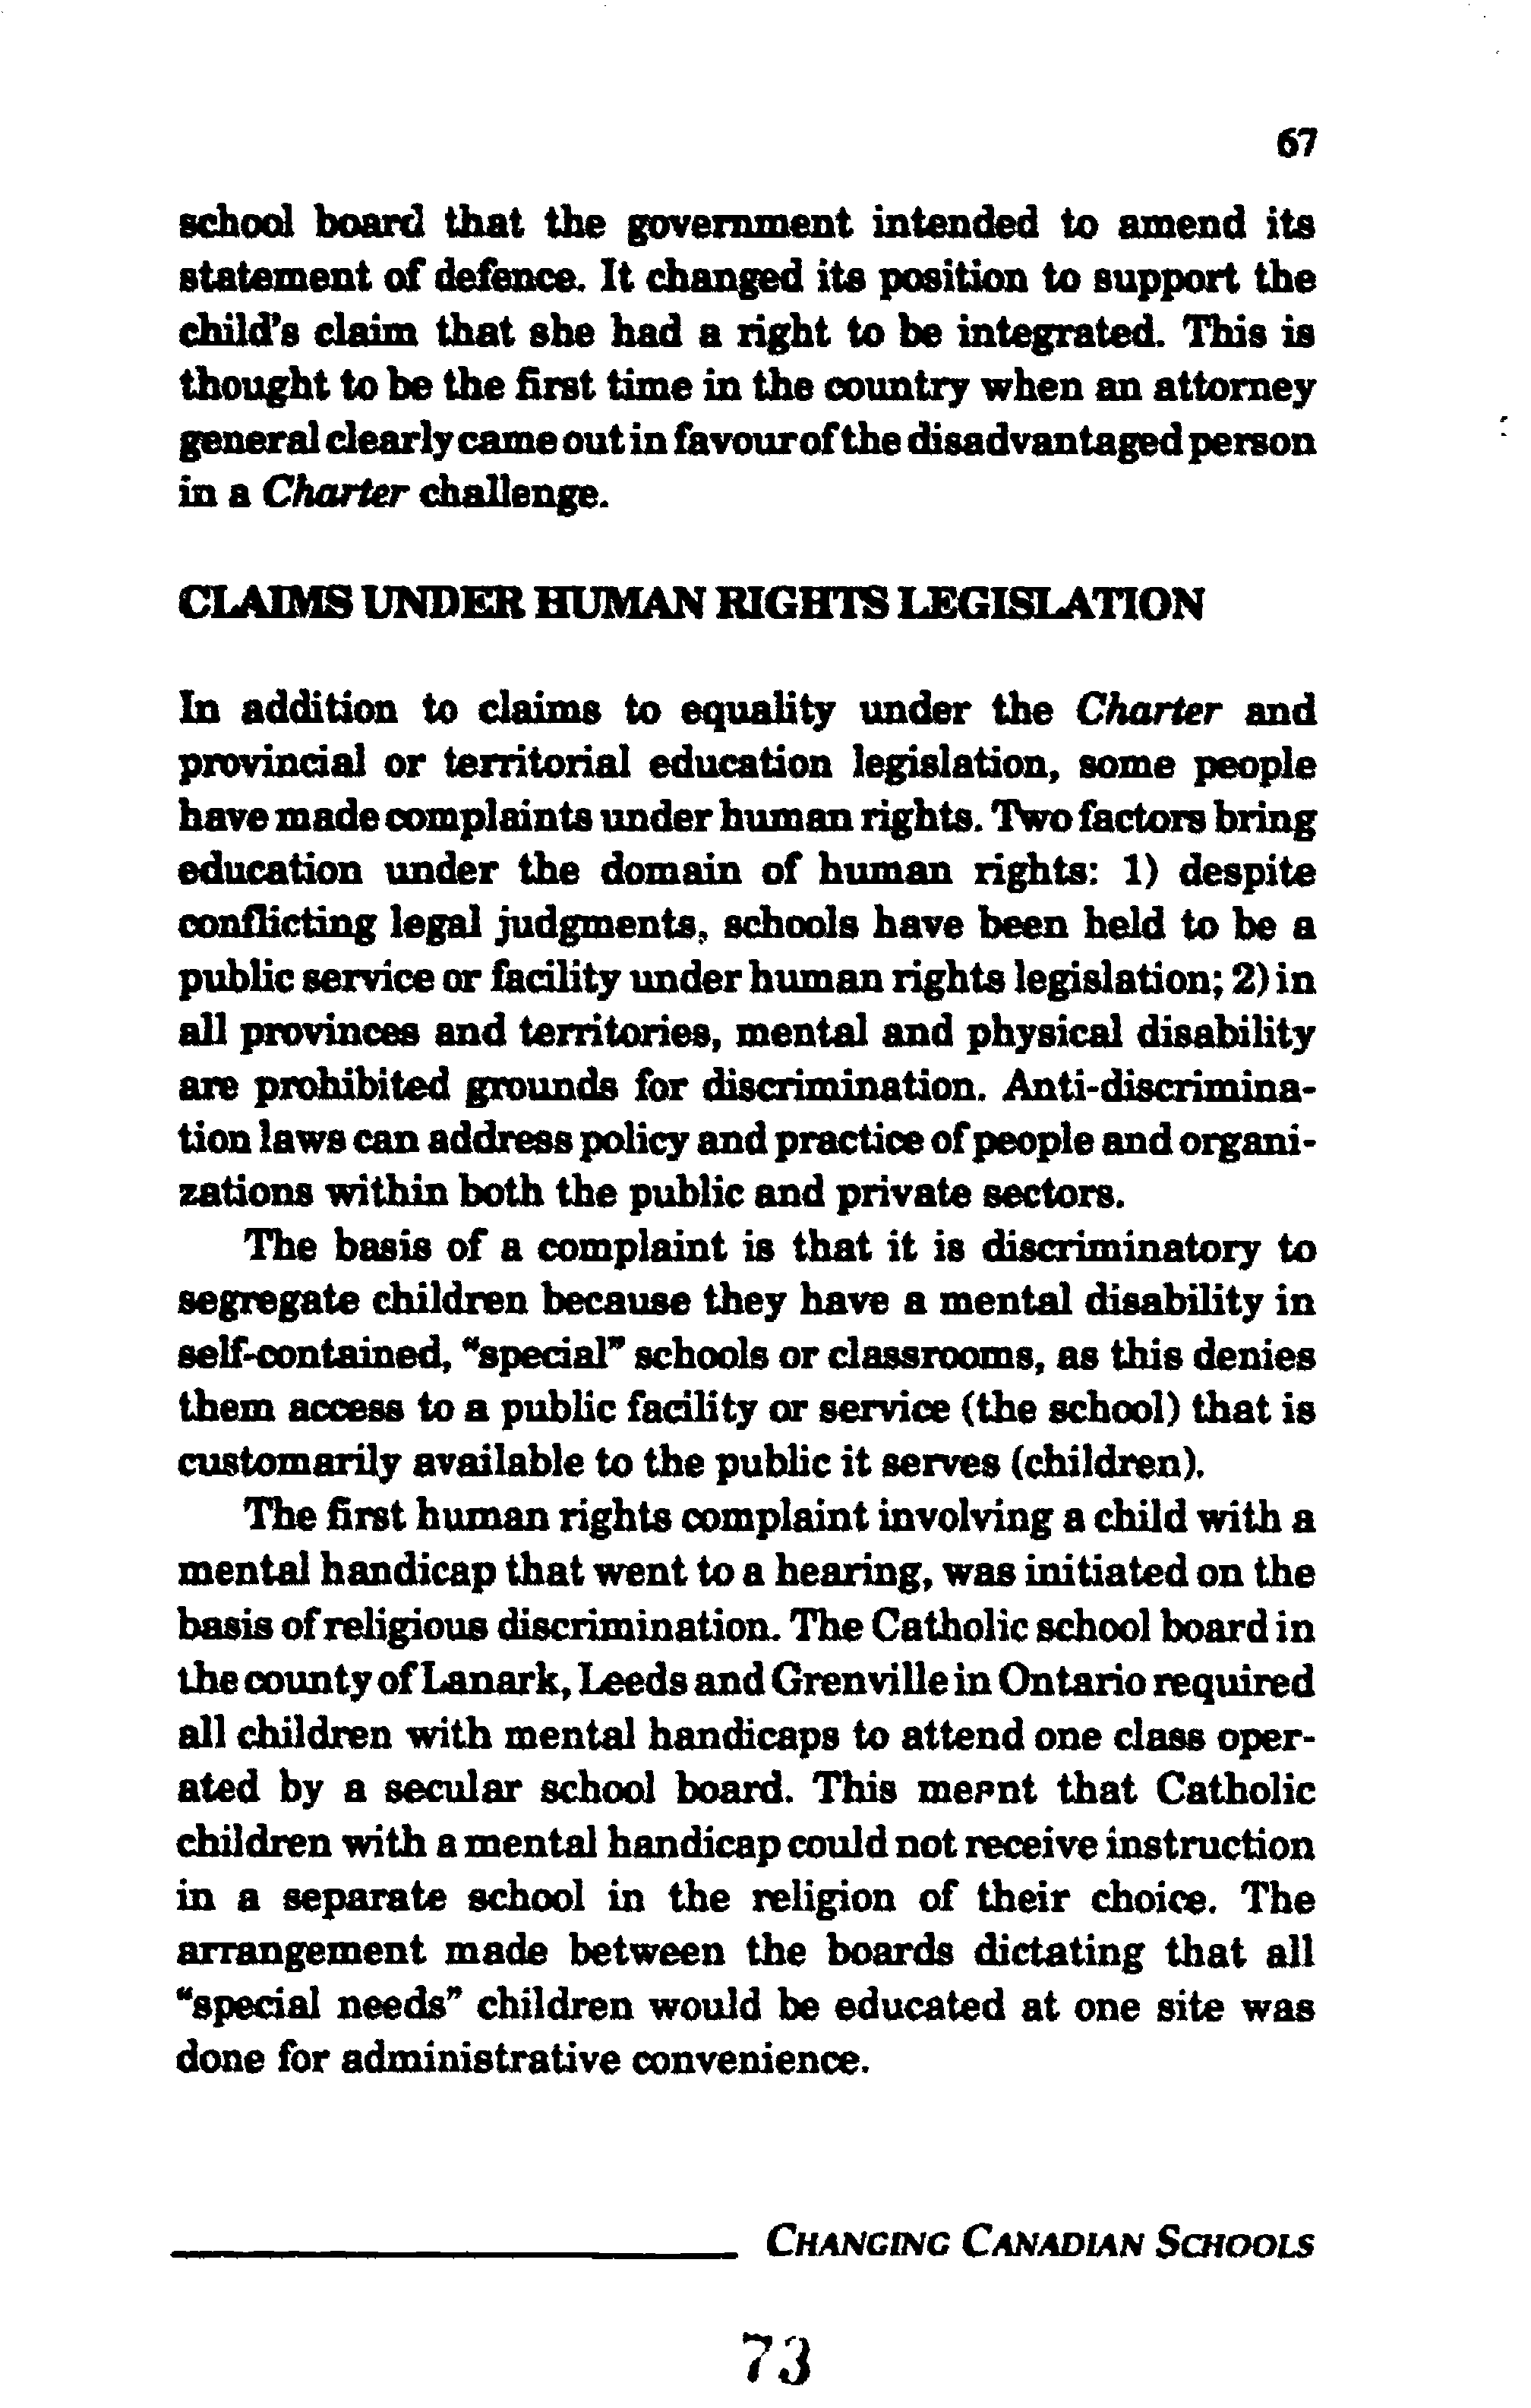 67
school board that the government intended to amend its
statement of defence. It changed its position to support the
child's claim that she had a right to be integrated. This is
thought to be the first time in the country when an attorney
general clearly came out in favour of the disadvantaged person
in a Charter challenge.
CLAIMS UNDER HUMAN RIGHTS LEGISLATION
In addition to claims to equality under the Charter and
provincial or territorial education legislation, some people
have made complaints under human rights. Two factors bring
education under the domain of human rights: 1) despite
conflicting legal judgments, schools have been held to be a
public service or facility under human rights legislation; 2) in
all provinces and territories, mental and physical disability
are prohibited grounds for discrimination. Anti-discrimina-
tion laws can address policy and practice of people and organi-
zations within both the public and private sectors.
The basis of a complaint is that it is discriminatory to
segregate children because they have a mental disability in
self-contained, "special" schools or classrooms, as this denies
them access to a public facility or service (the school) that is
customarily available to the public it serves (children).
The first human rights complaint involving a child with a
mental handicap that went to a hearing, was initiated on the
basis of religious discrimination. The Catholic school board in
the county of Lanark, Leeds and Grenville in Ontario required
all children with mental handicaps to attend one class oper-
ated by a secular school board. This meant that Catholic
children with a mental handicap could not receive instruction
in a separate school in the religion of their choice. The
arrangement made between the boards dictating that all
"special needs" children would be educated at one site was
done for administrative convenience.
CHANGING CANADIAN SCHOOLS
73